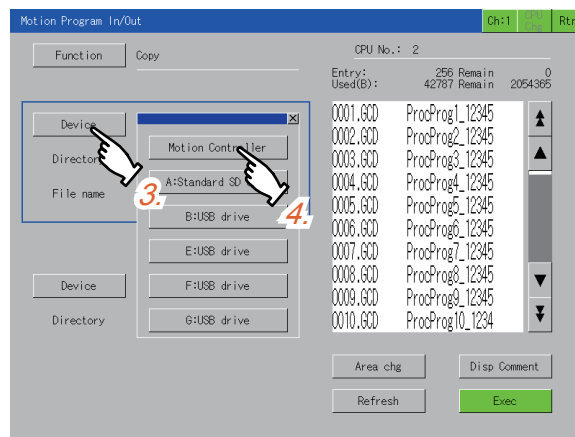 Motion Program In/Out Ch:1 CPU Chg Rtr
Function Copy
CPU No.: 2
Entry: 256 Remain 0
Used(B): 42787 Remain 2054365
Device
Directory
File name
3.
Motion Controller
A:Standard SD
4.
B:USB drive
E:USB drive
F:USB drive
G:USB drive
Device
Directory
0001.GCD ProcProg1_12345
0002.GCD ProcProg2_12345
0003.GCD ProcProg3_12345
0004.GCD ProcProg4_12345
0005.GCD ProcProg5_12345
0006.GCD ProcProg6_12345
0007.GCD ProcProg7_12345
0008.GCD ProcProg8_12345
0009.GCD ProcProg9_12345
0010.GCD ProcProg10_1234
Area chg
Disp Comment
Refresh
Exec